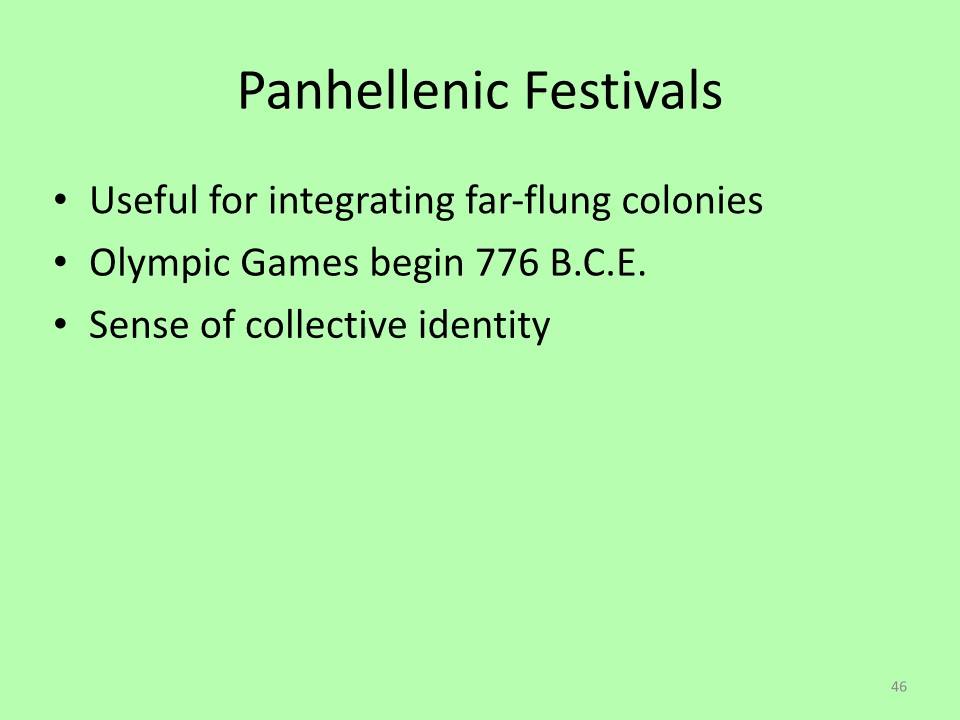 Panhellenic Festivals
• Useful for integrating far-flung colonies
• Olympic Games begin 776 B.C.E.
• Sense of collective identity
46